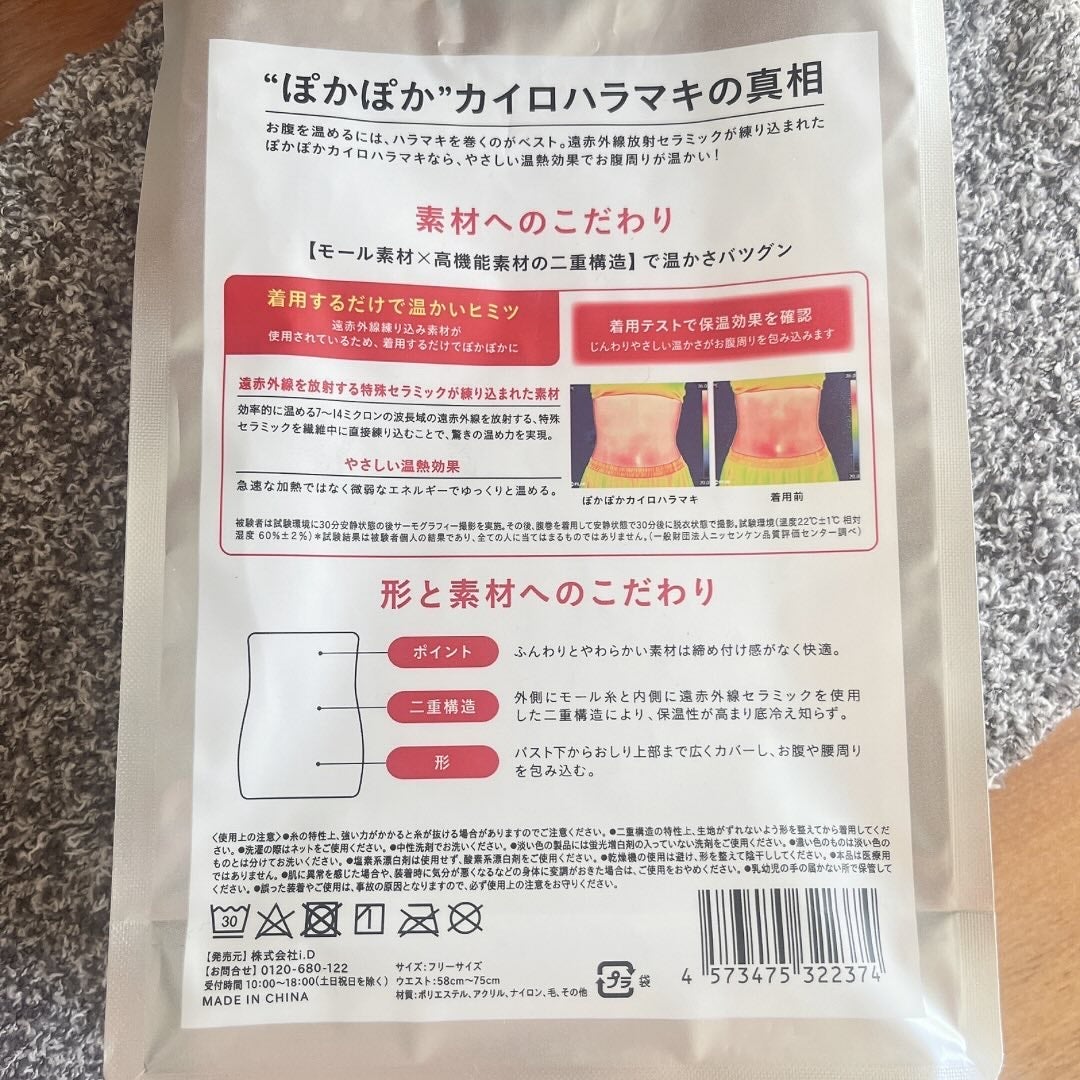 “ぽかぽか”カイロハラマキの真相
お腹を温めるには、ハラマキを巻くのがベスト。遠赤外線放射セラミックが練り込まれた
ぽかぽかカイロハラマキなら、やさしい温熱効果でお腹周りが温かい!
素材へのこだわり
【モール素材×高機能素材の二重構造】で温かさバツグン
着用するだけで温かいヒミツ
遠赤外線練り込み素材が
使用されているため、着用するだけでぽかぽかに
着用テストで保温効果を確認
じんわりやさしい温かさがお腹周りを包み込みます
遠赤外線を放射する特殊セラミックが練り込まれた素材
効率的に温める7〜14ミクロンの波長域の遠赤外線を放射する、特殊
セラミックを繊維中に直接練り込むことで、驚きの温め力を実現。
やさしい温熱効果
急速な加熱ではなく微弱なエネルギーでゆっくりと温める。
ぽかぽかカイロハラマキ
着用前
被験者は試験環境に30分安静状態の後サーモグラフィー撮影を実施。その後、腹巻を着用して安静状態で30分後に脱衣状態で撮影。試験環境(温度22℃±1℃ 相対
湿度 60%±2%)*試験結果は被験者個人の結果であり、全ての人に当てはまるものではありません。(一般財団法人ニッセンケン品質評価センター調べ)
形と素材へのこだわり
ポイント
ふんわりとやわらかい素材は締め付け感がなく快適。
二重構造
外側にモール糸と内側に遠赤外線セラミックを使用
した二重構造により、保温性が高まり底冷え知らず。
形
バスト下からおしり上部まで広くカバーし、お腹や腰周り
を包み込む。
〈使用上の注意〉●糸の特性上、強い力がかかると糸が抜ける場合がありますのでご注意ください。●二重構造の特性上、生地がずれないよう形を整えてから着用してくだ
さい。●洗濯の際はネットをご使用ください。●中性洗剤でお洗いください。●淡い色の製品には蛍光増白剤の入っていない洗剤をご使用ください。●濃い色のものは淡い色の
ものとは分けてお洗いください。●塩素系漂白剤は使用せず、酸素系漂白剤をご使用ください。●乾燥機の使用は避け、形を整えて陰干ししてください。●本品は医療用
ではありません。●肌に異常を感じた場合や、装着時に気分が悪くなるなどの身体に変調がおきた場合は、ご使用をおやめください。●乳幼児の手の届かない所で保管して
ください。●誤った装着やご使用は、事故の原因となりますので、必ず使用上の注意をお守りください。
30
【発売元】株式会社i.D
【お問合せ】0120-680-122
受付時間 10:00〜18:00(土日祝日を除く)
MADE IN CHINA
サイズ:フリーサイズ
ウエスト:58cm〜75cm
材質:ポリエステル、アクリル、ナイロン、毛、その他
プラ 袋
4 573475 322374